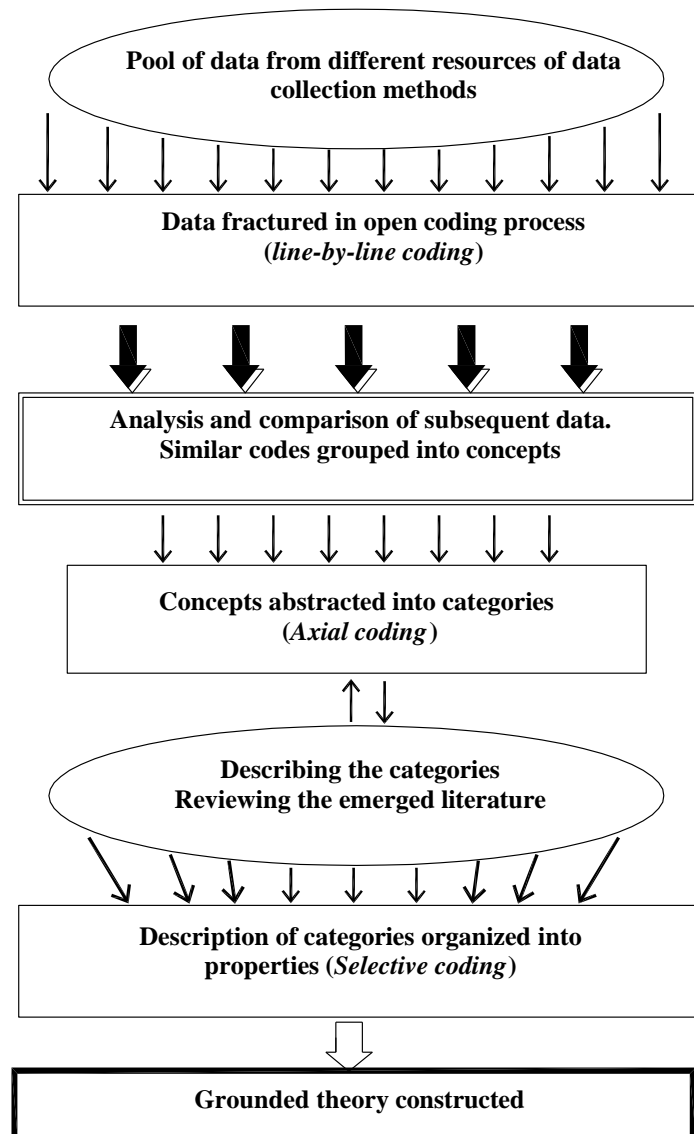 Pool of data from different resources of data
collection methods
Data fractured in open coding process
(line-by-line coding)
Analysis and comparison of subsequent data.
Similar codes grouped into concepts
Concepts abstracted into categories
(Axial coding)
Describing the categories
Reviewing the emerged literature
Description of categories organized into
properties (Selective coding)
Grounded theory constructed